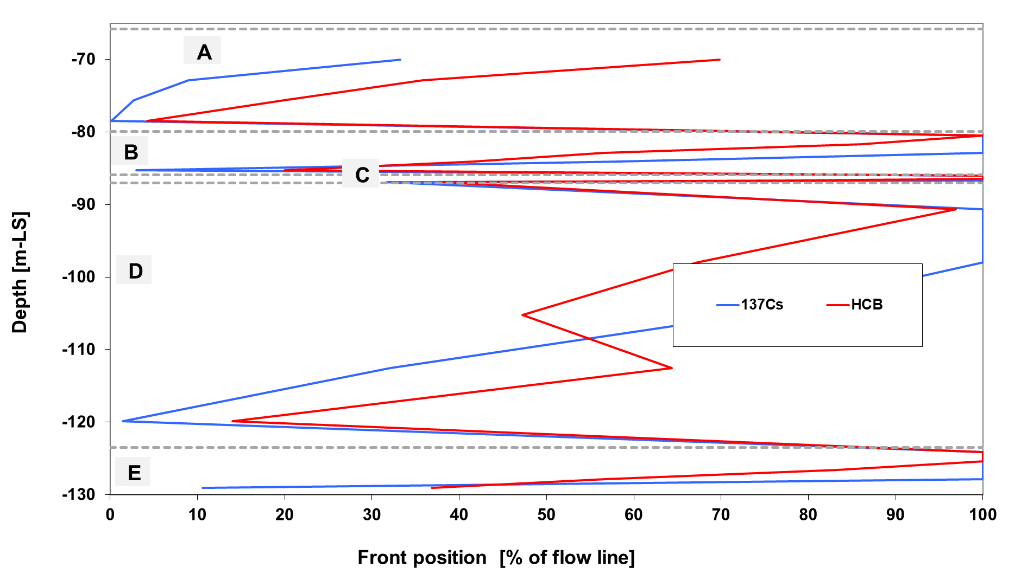 A
-70
-80
B
C
-90
D
-100
137Cs
HCB
-110
-120
E
-130
0 10 20 30 40 50 60 70 80 90 100
Depth [m-LS]
Front position [% of flow line]